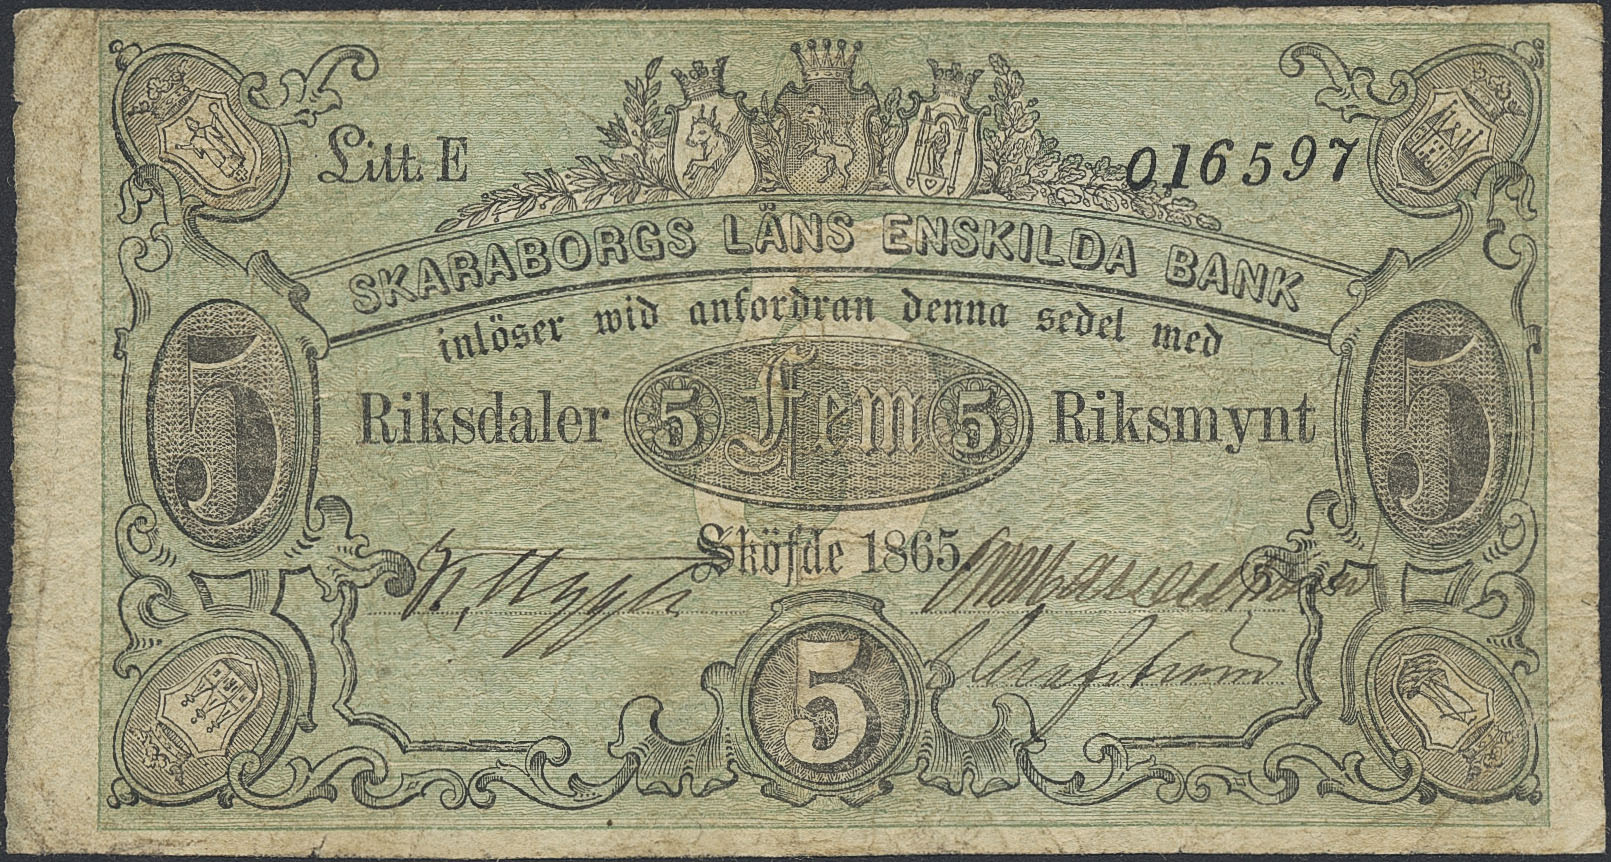 Litt. E
016597
SKARABORGS LÄNS ENSKILDA BANK
inlöser wid anfordran denna sedel med
5 Riksdaler 5 Fem 5 Riksmynt 5
Sköfde 1865.
5